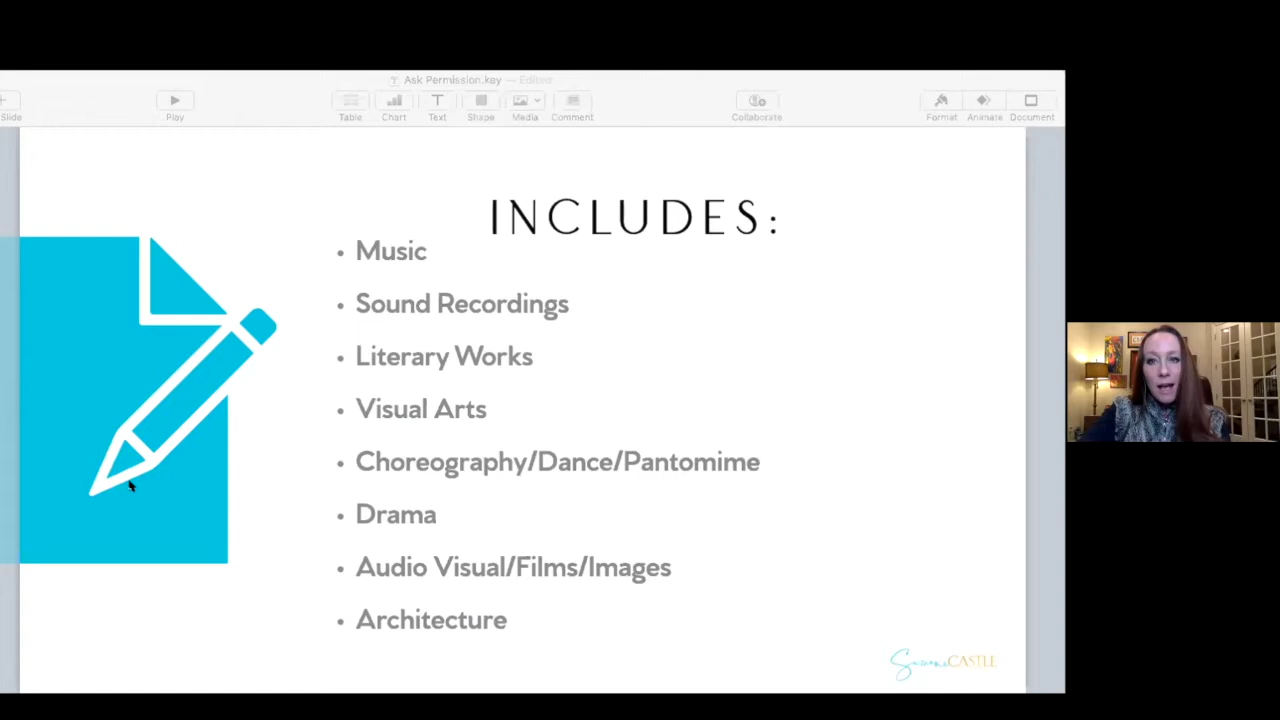 Ask Permission.key — Edited
Slide
Play
Table
Chart
Text
Shape
Media
Comment
Collaborate
Format
Animate
Document
INCLUDES:
• Music
• Sound Recordings
• Literary Works
• Visual Arts
• Choreography/Dance/Pantomime
• Drama
• Audio Visual/Films/Images
• Architecture
CASTLE